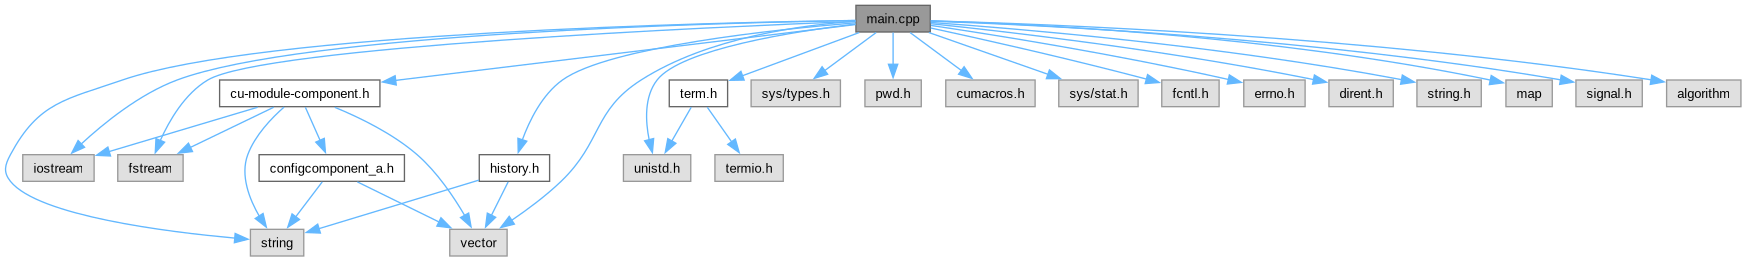 main.cpp
cu-module-component.h
term.h
sys/types.h
pwd.h
cumacros.h
sys/stat.h
fcntl.h
errno.h
dirent.h
string.h
map
signal.h
algorithm
iostream
fstream
configcomponent_a.h
history.h
unistd.h
termio.h
string
vector